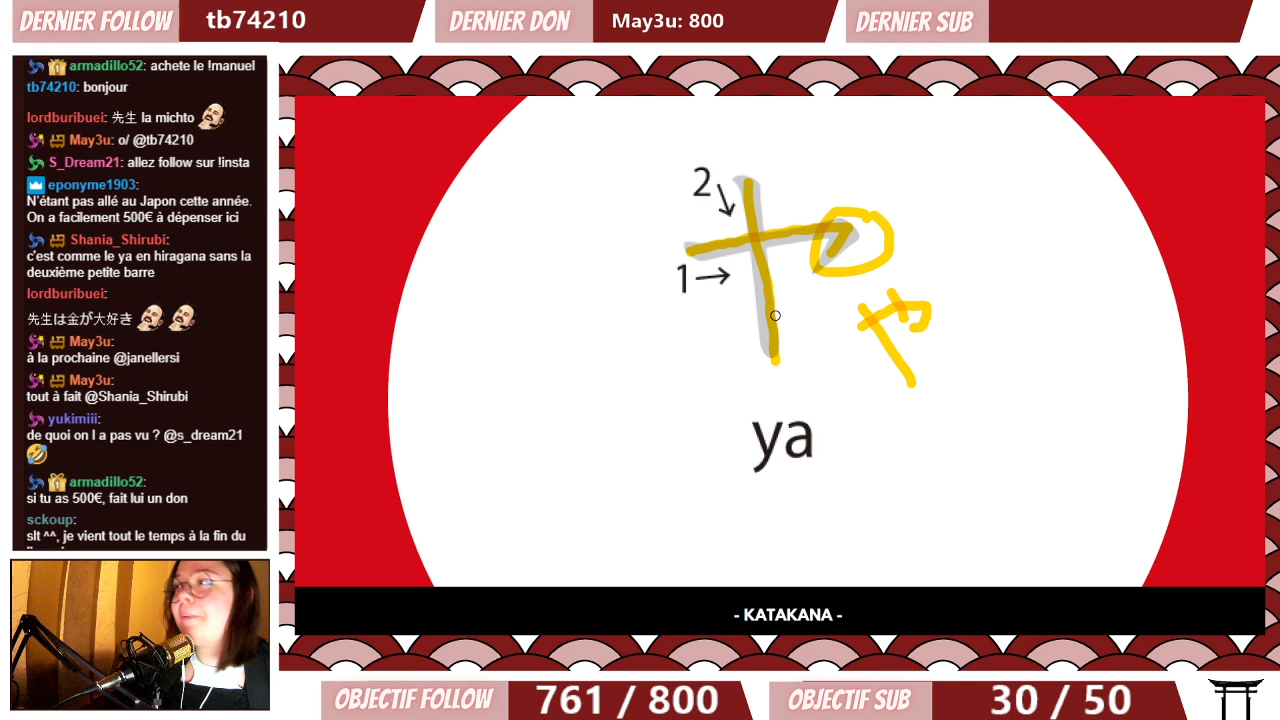 DERNIER FOLLOW tb74210 DERNIER DON May3u: 800 DERNIER SUB
armadillo52: achete le !manuel
tb74210: bonjour
lordburibuei: 先生 la michto
May3u: o/ @tb74210
S_Dream21: allez follow sur !insta
eponyme1903:
N'étant pas allé au Japon cette année.
On a facilement 500€ à dépenser ici
Shania_Shirubi:
c'est comme le ya en hiragana sans la
deuxième petite barre
lordburibuei:
先生は金が大好き
May3u:
à la prochaine @janellersi
May3u:
tout à fait @Shania_Shirubi
yukimiii:
de quoi on l a pas vu ? @s_dream21
armadillo52:
si tu as 500€, fait lui un don
sckoup:
slt ^^, je vient tout le temps à la fin du
2
ヤ
1
や
ya
- KATAKANA -
OBJECTIF FOLLOW 761 / 800 OBJECTIF SUB 30 / 50